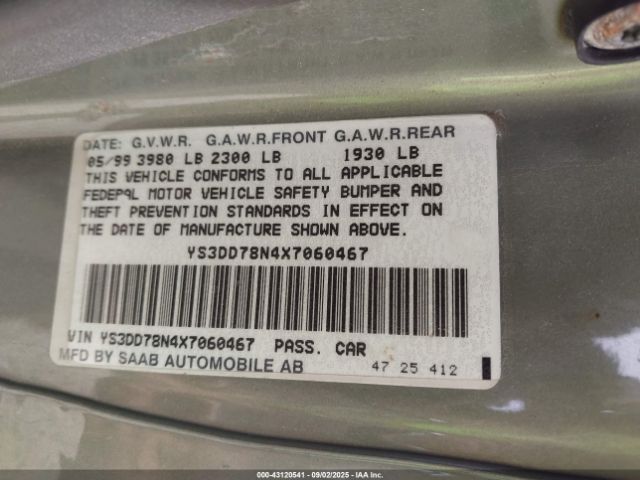 DATE: G.V.W.R. G.A.W.R.FRONT G.A.W.R.REAR
05/99 3980 LB 2300 LB 1930 LB
THIS VEHICLE CONFORMS TO ALL APPLICABLE
FEDERAL MOTOR VEHICLE SAFETY BUMPER AND
THEFT PREVENTION STANDARDS IN EFFECT ON
THE DATE OF MANUFACTURE SHOWN ABOVE.
YS3DD78N4X7060467
VIN YS3DD78N4X7060467 PASS. CAR
MFD BY SAAB AUTOMOBILE AB 47 25 412
000-43120541 - 09/02/2025 - IAAI, Inc.